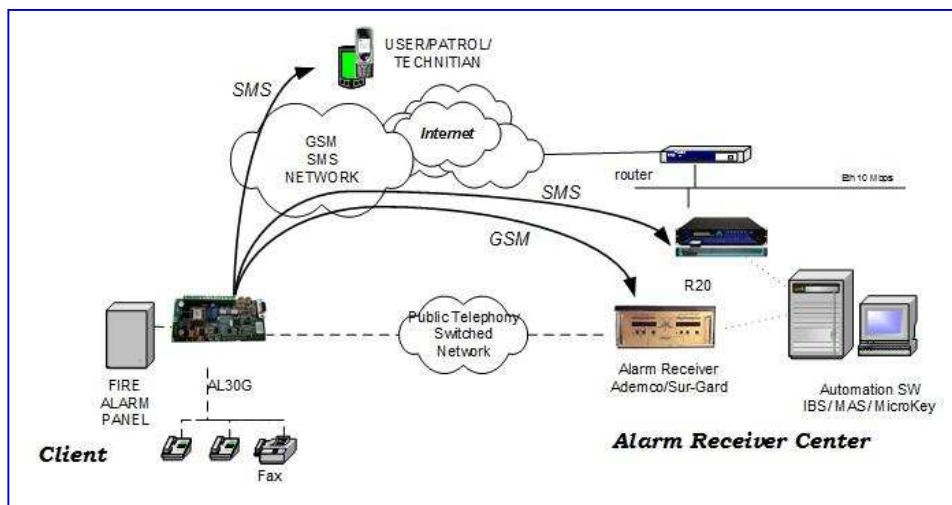 USER/PATROL/
TECHNITIAN
SMS
GSM
SMS
NETWORK
Internet
router
Eth 10 Mbps
SMS
GSM
R20
Public Telephony
Switched
Network
FIRE
ALARM
PANEL
AL30G
Alarm Receiver
Ademco/Sur-Gard
Automation SW
IBS/ MAS/ MicroKey
Client
Fax
Alarm Receiver Center